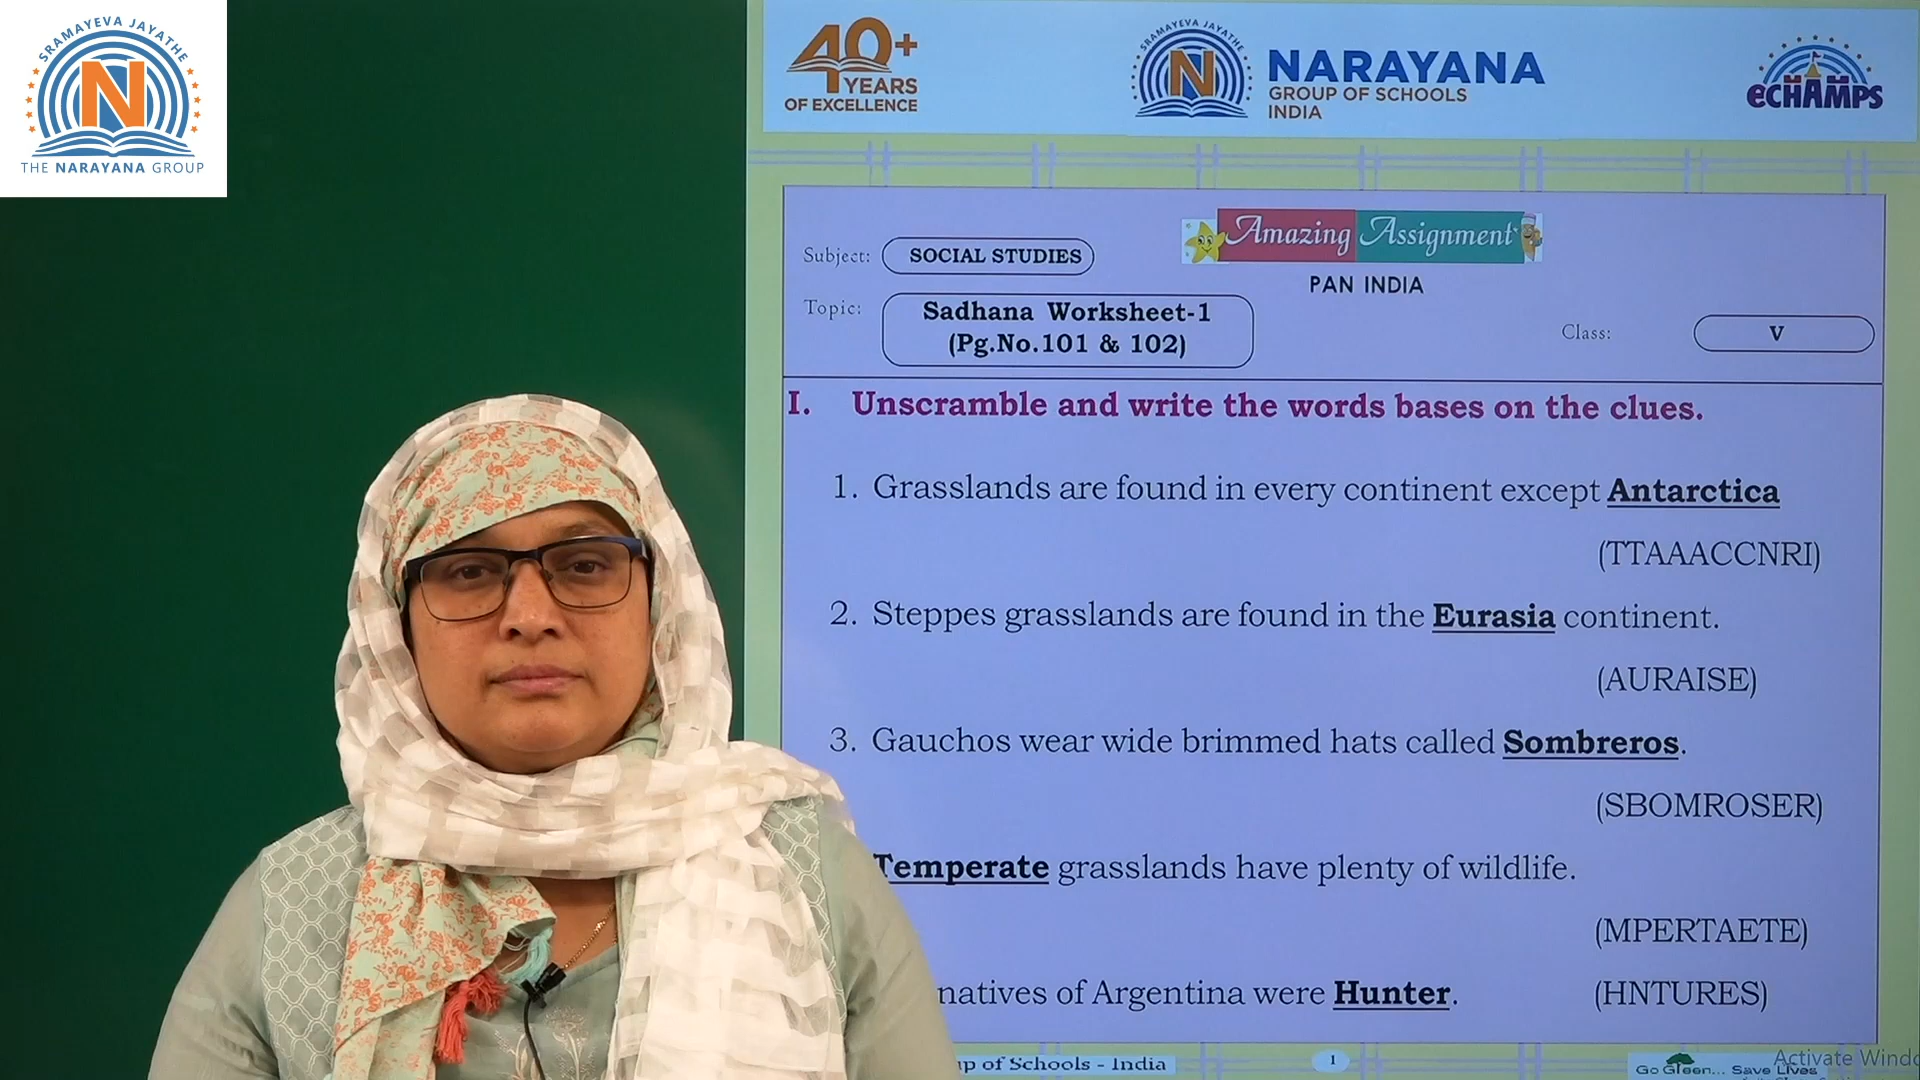 SRAMAYEVA JAYATHE
N
THE NARAYANA GROUP
40+
YEARS
OF EXCELLENCE
SRAMAYEVA JAYATHE
N
NARAYANA
GROUP OF SCHOOLS
INDIA
eCHAMPS
Amazing Assignment
PAN INDIA
Subject: SOCIAL STUDIES
Topic: Sadhana Worksheet-1
(Pg.No.101 & 102)
Class: V
I. Unscramble and write the words bases on the clues.
1. Grasslands are found in every continent except Antarctica
(TTAAACCNRI)
2. Steppes grasslands are found in the Eurasia continent.
(AURAISE)
3. Gauchos wear wide brimmed hats called Sombreros.
(SBOMROSER)
Temperate grasslands have plenty of wildlife.
(MPERTAETE)
natives of Argentina were Hunter. (HNTURES)
of Schools - India
1
Go Green... Save Lives
Activate